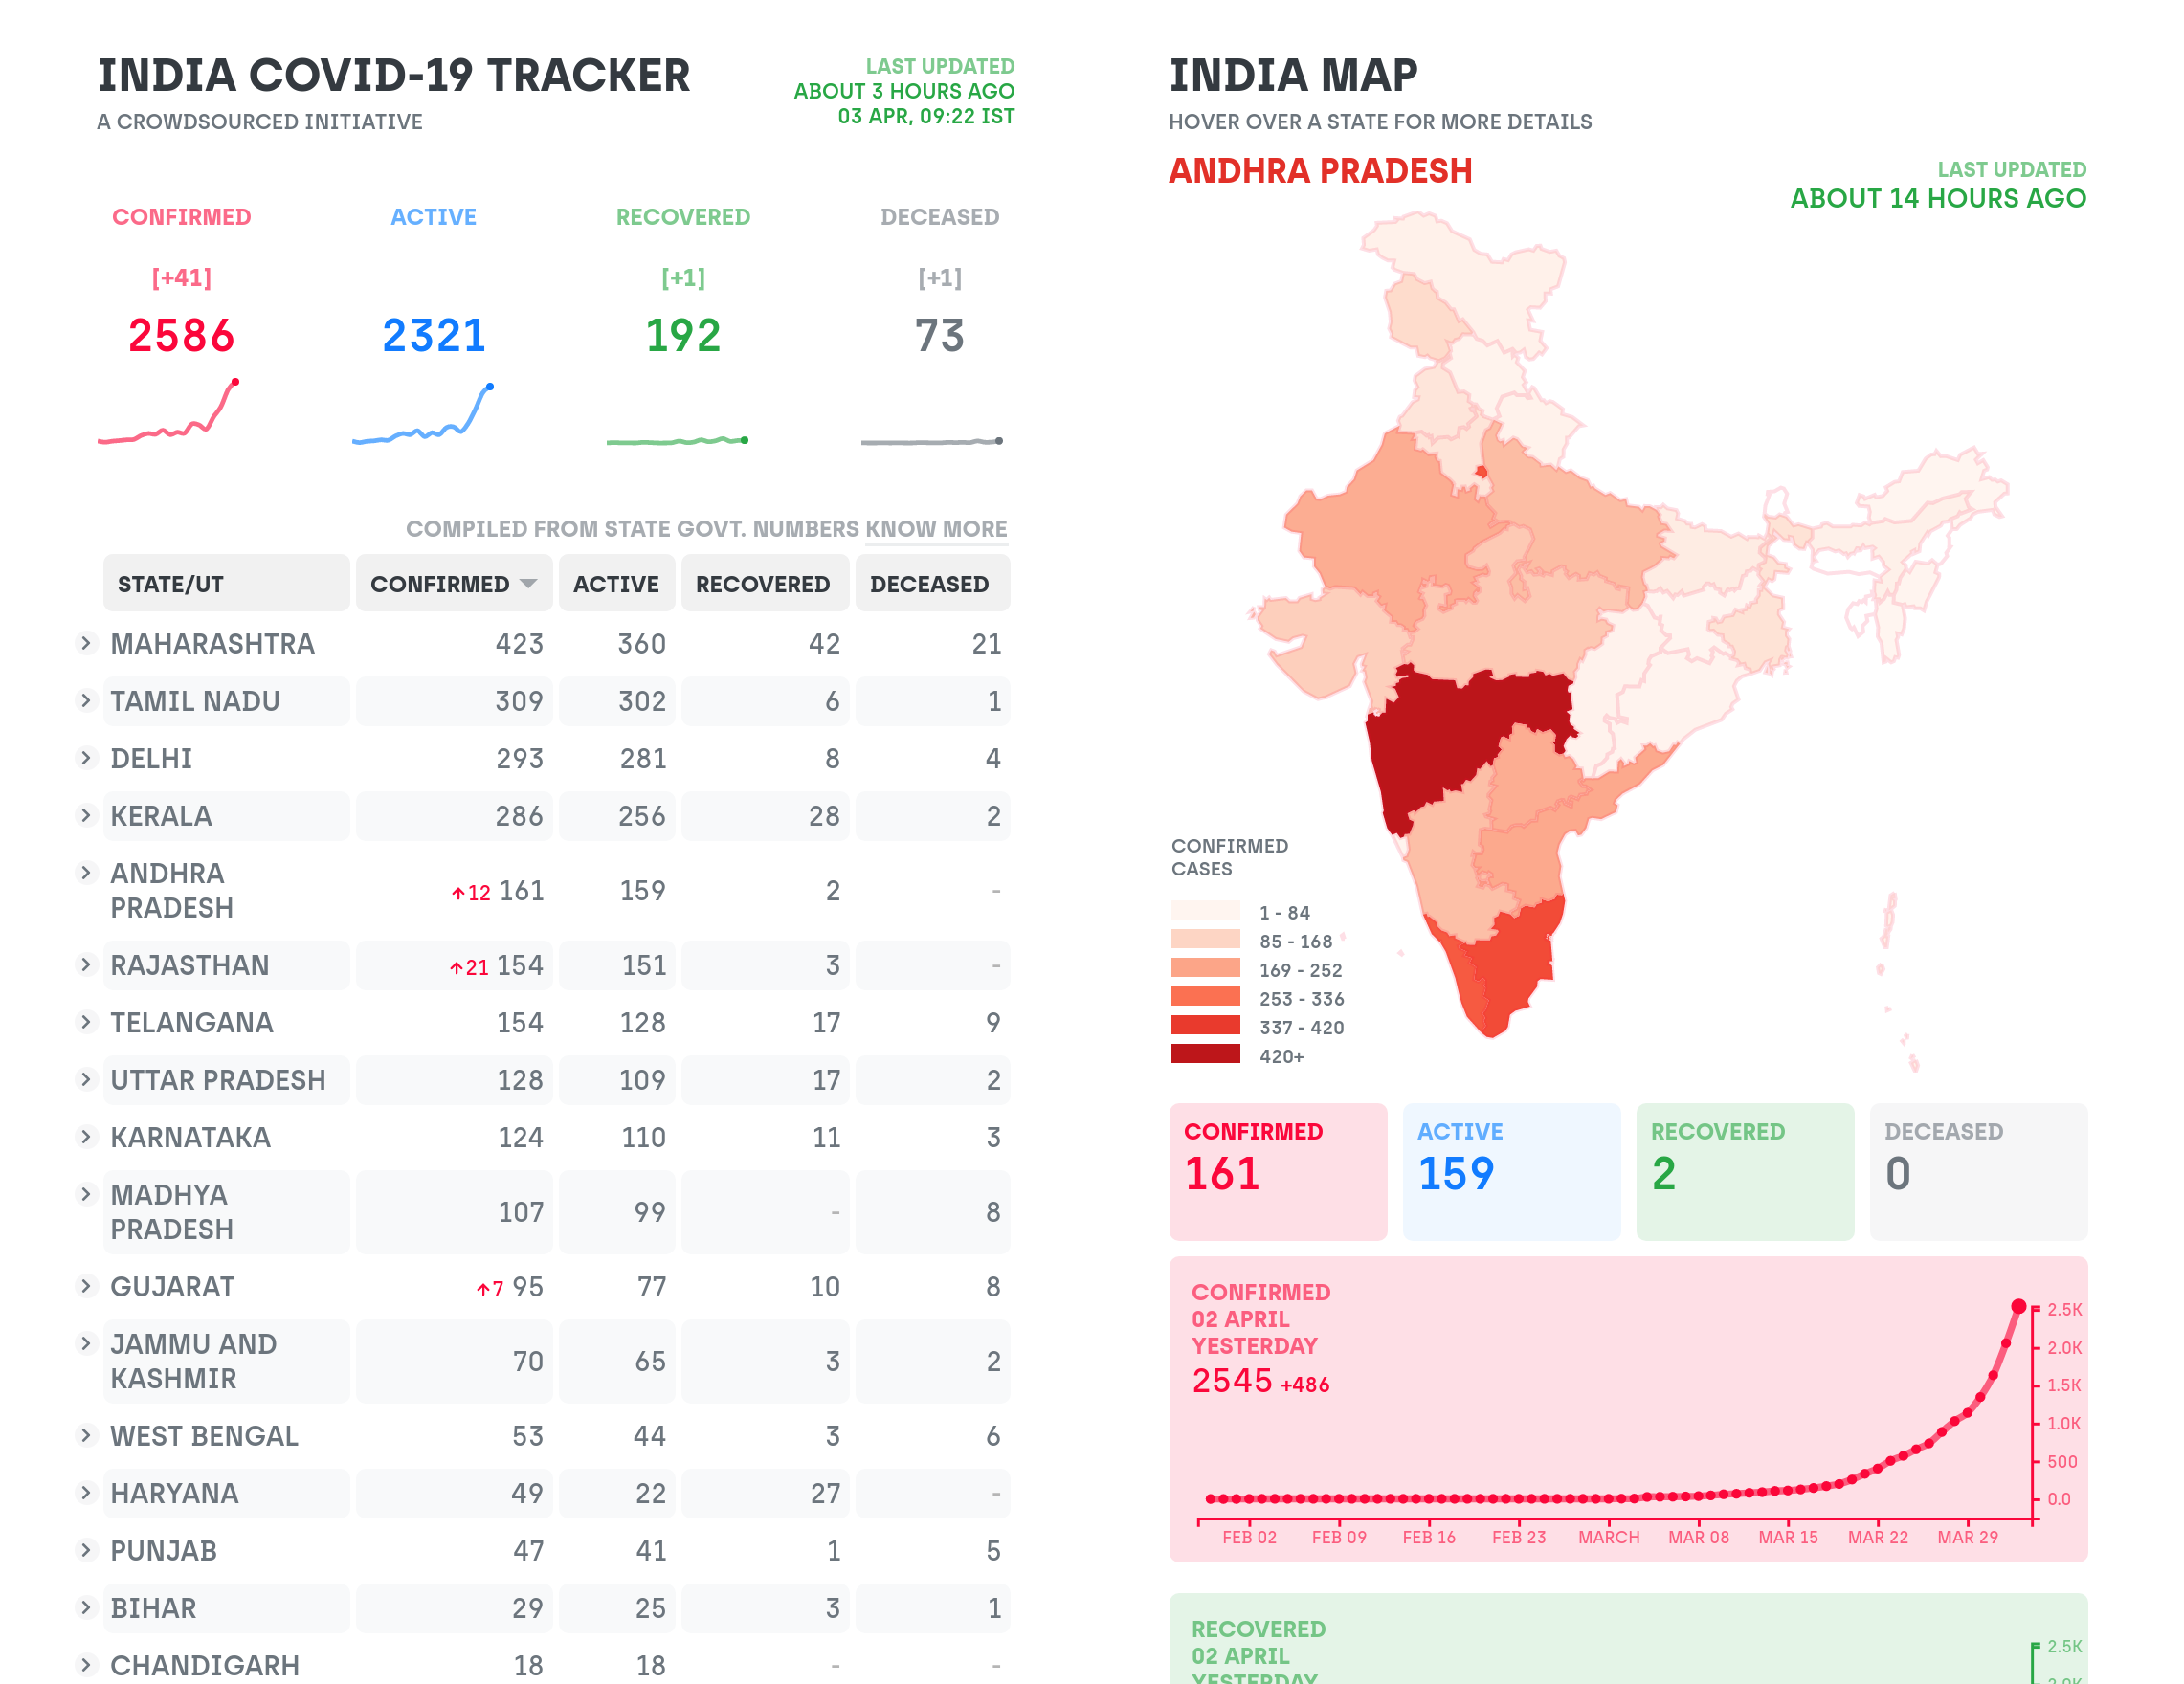 INDIA COVID-19 TRACKER
A CROWDSOURCED INITIATIVE
LAST UPDATED
ABOUT 3 HOURS AGO
03 APR, 09:22 IST
CONFIRMED ACTIVE RECOVERED DECEASED
[+41] [+1] [+1]
2586 2321 192 73
COMPILED FROM STATE GOVT. NUMBERS KNOW MORE
STATE/UT CONFIRMED ACTIVE RECOVERED DECEASED
MAHARASHTRA 423 360 42 21
TAMIL NADU 309 302 6 1
DELHI 293 281 8 4
KERALA 286 256 28 2
ANDHRA
PRADESH ↑12 161 159 2 -
RAJASTHAN ↑21 154 151 3 -
TELANGANA 154 128 17 9
UTTAR PRADESH 128 109 17 2
KARNATAKA 124 110 11 3
MADHYA
PRADESH 107 99 - 8
GUJARAT ↑7 95 77 10 8
JAMMU AND
KASHMIR 70 65 3 2
WEST BENGAL 53 44 3 6
HARYANA 49 22 27 -
PUNJAB 47 41 1 5
BIHAR 29 25 3 1
CHANDIGARH 18 18 - -
INDIA MAP
HOVER OVER A STATE FOR MORE DETAILS
ANDHRA PRADESH
LAST UPDATED
ABOUT 14 HOURS AGO
CONFIRMED
CASES
1 - 84
85 - 168
169 - 252
253 - 336
337 - 420
420+
CONFIRMED ACTIVE RECOVERED DECEASED
161 159 2 0
CONFIRMED
02 APRIL
YESTERDAY
2545 +486
2.5K
2.0K
1.5K
1.0K
500
0.0
FEB 02 FEB 09 FEB 16 FEB 23 MARCH MAR 08 MAR 15 MAR 22 MAR 29
RECOVERED
02 APRIL
YESTERDAY
2.5K
2.0K